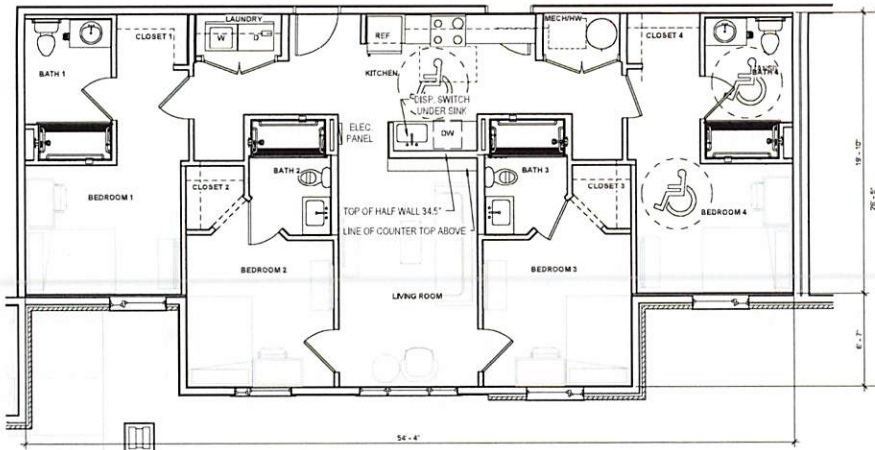 LAUNDRY
CLOSET 1
W
D
REF
MECH/HW
CLOSET 4
BATH 1
KITCHEN
BATH 4
DISP. SWITCH
UNDER SINK
ELEC.
PANEL
DW
BATH 2
BATH 3
BEDROOM 1
CLOSET 2
CLOSET 3
TOP OF HALF WALL 34.5"
LINE OF COUNTER TOP ABOVE
BEDROOM 4
BEDROOM 2
BEDROOM 3
LIVING ROOM
19' - 10"
26' - 5"
6' - 7"
54' - 4"